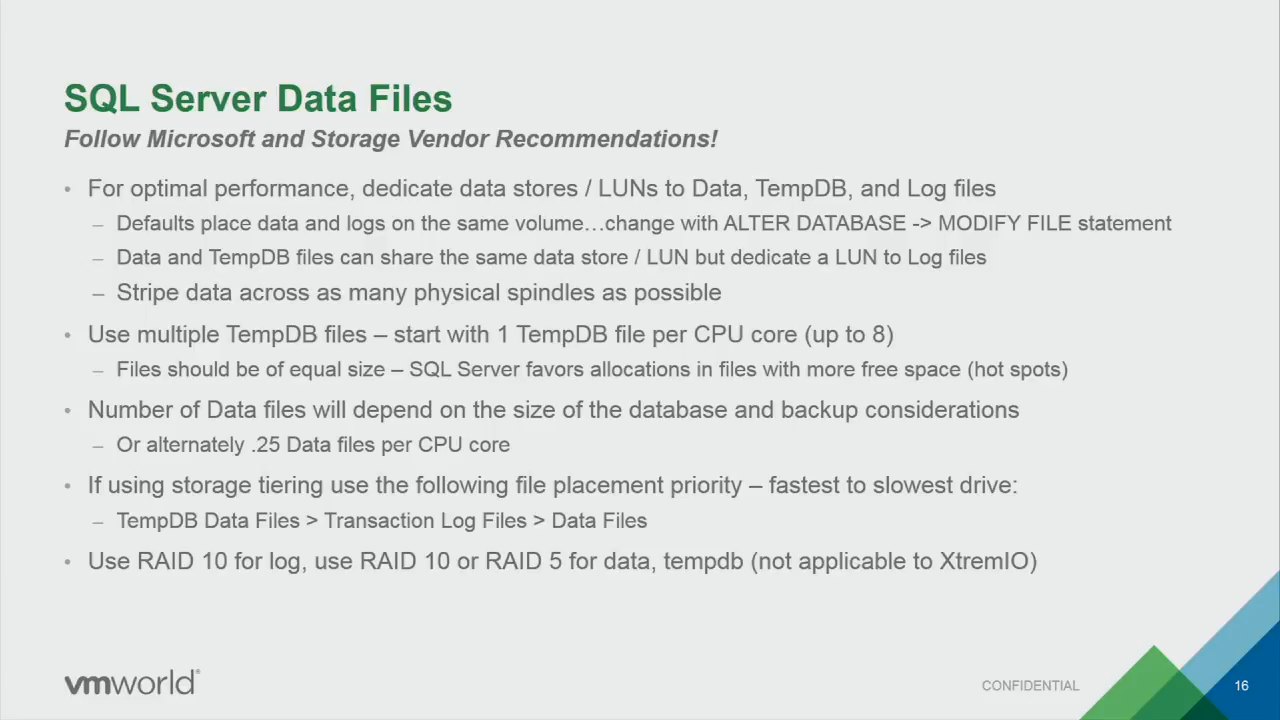 SQL Server Data Files
Follow Microsoft and Storage Vendor Recommendations!
• For optimal performance, dedicate data stores / LUNs to Data, TempDB, and Log files
– Defaults place data and logs on the same volume…change with ALTER DATABASE -> MODIFY FILE statement
– Data and TempDB files can share the same data store / LUN but dedicate a LUN to Log files
– Stripe data across as many physical spindles as possible
• Use multiple TempDB files – start with 1 TempDB file per CPU core (up to 8)
– Files should be of equal size – SQL Server favors allocations in files with more free space (hot spots)
• Number of Data files will depend on the size of the database and backup considerations
– Or alternately .25 Data files per CPU core
• If using storage tiering use the following file placement priority – fastest to slowest drive:
– TempDB Data Files > Transaction Log Files > Data Files
• Use RAID 10 for log, use RAID 10 or RAID 5 for data, tempdb (not applicable to XtremIO)
vmworld®
CONFIDENTIAL
16